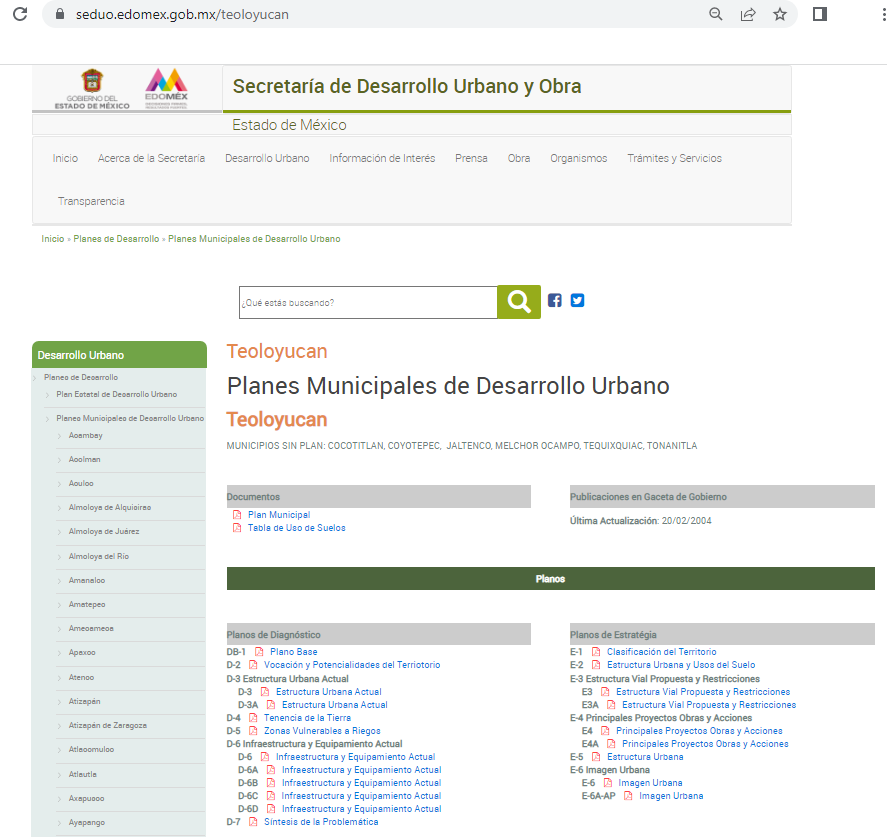 seduo.edomex.gob.mx/teoloyucan
GOBIERNO DEL
ESTADO DE MÉXICO
EDOMÉX
Secretaría de Desarrollo Urbano y Obra
Estado de México
Inicio Acerca de la Secretaría Desarrollo Urbano Información de Interés Prensa Obra Organismos Trámites y Servicios
Transparencia
Inicio » Planes de Desarrollo » Planes Municipales de Desarrollo Urbano
¿Qué estás buscando?
Desarrollo Urbano
Planes de Desarrollo
Plan Estatal de Desarrollo Urbano
Planes Municipales de Desarrollo Urbano
Acambay
Acolman
Aculco
Almoloya de Alquisiras
Almoloya de Juárez
Almoloya del Río
Amanalco
Amatepec
Amecameca
Apaxco
Atenco
Atizapán
Atizapán de Zaragoza
Atlacomulco
Atlautla
Axapusco
Ayapango
Teoloyucan
Planes Municipales de Desarrollo Urbano
Teoloyucan
MUNICIPIOS SIN PLAN: COCOTITLAN, COYOTEPEC, JALTENCO, MELCHOR OCAMPO, TEQUIXQUIAC, TONANITLA
Documentos
Plan Municipal
Tabla de Uso de Suelos
Publicaciones en Gaceta de Gobierno
Última Actualización: 20/02/2004
Planos
Planos de Diagnóstico
DB-1 Plano Base
D-2 Vocación y Potencialidades del Terriotorio
D-3 Estructura Urbana Actual
D-3 Estructura Urbana Actual
D-3A Estructura Urbana Actual
D-4 Tenencia de la Tierra
D-5 Zonas Vulnerables a Riegos
D-6 Infraestructura y Equipamiento Actual
D-6 Infraestructura y Equipamiento Actual
D-6A Infraestructura y Equipamiento Actual
D-6B Infraestructura y Equipamiento Actual
D-6C Infraestructura y Equipamiento Actual
D-6D Infraestructura y Equipamiento Actual
D-7 Síntesis de la Problemática
Planos de Estratégia
E-1 Clasificación del Territorio
E-2 Estructura Urbana y Usos del Suelo
E-3 Estructura Vial Propuesta y Restricciones
E3 Estructura Vial Propuesta y Restricciones
E3A Estructura Vial Propuesta y Restricciones
E-4 Principales Proyectos Obras y Acciones
E4 Principales Proyectos Obras y Acciones
E4A Principales Proyectos Obras y Acciones
E-5 Estructura Urbana
E-6 Imagen Urbana
E-6 Imagen Urbana
E-6A-AP Imagen Urbana